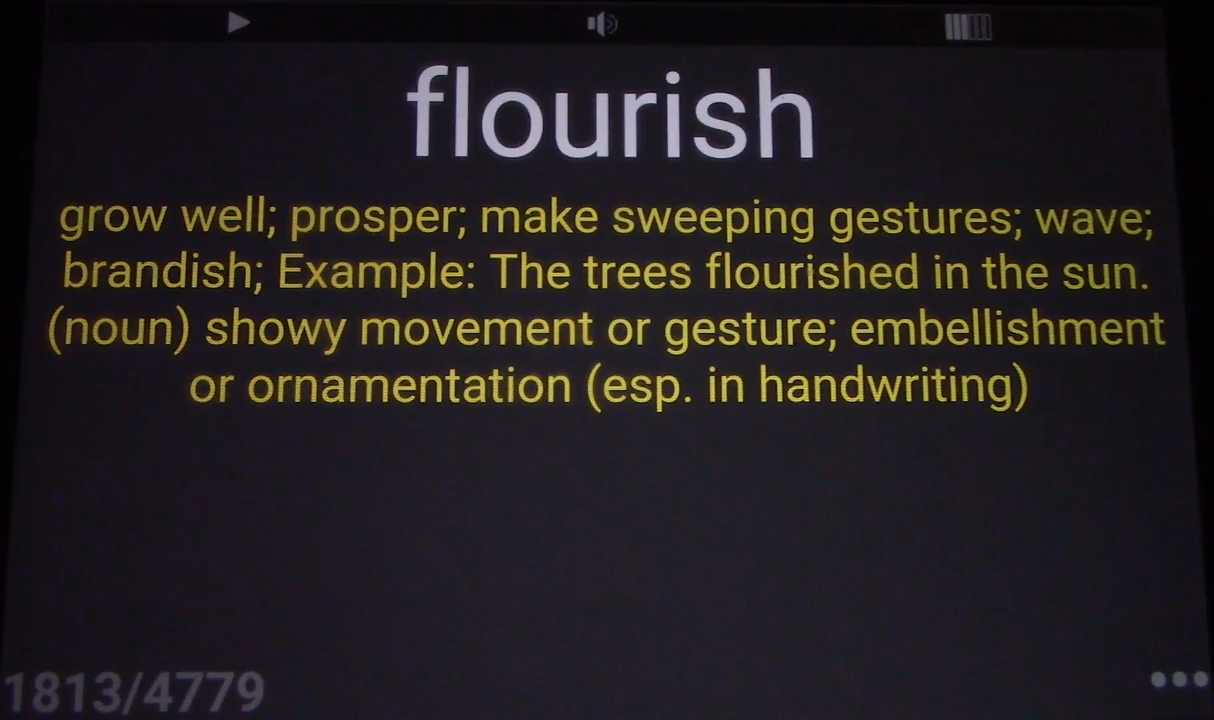 flourish
grow well; prosper; make sweeping gestures; wave;
brandish; Example: The trees flourished in the sun.
(noun) showy movement or gesture; embellishment
or ornamentation (esp. in handwriting)
1813/4779